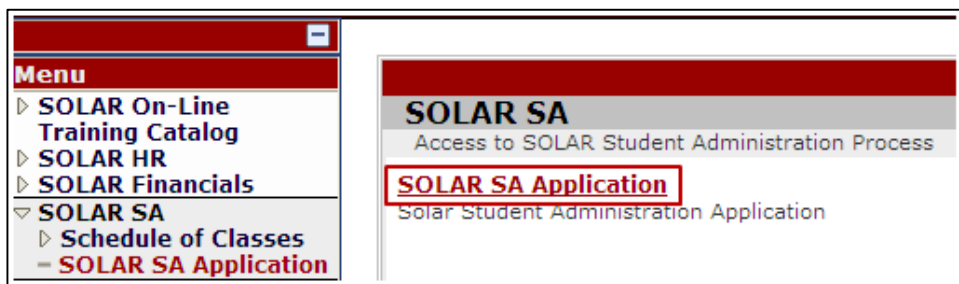 Menu
SOLAR On-Line
Training Catalog
SOLAR HR
SOLAR Financials
SOLAR SA
Schedule of Classes
SOLAR SA Application
SOLAR SA
Access to SOLAR Student Administration Process
SOLAR SA Application
Solar Student Administration Application